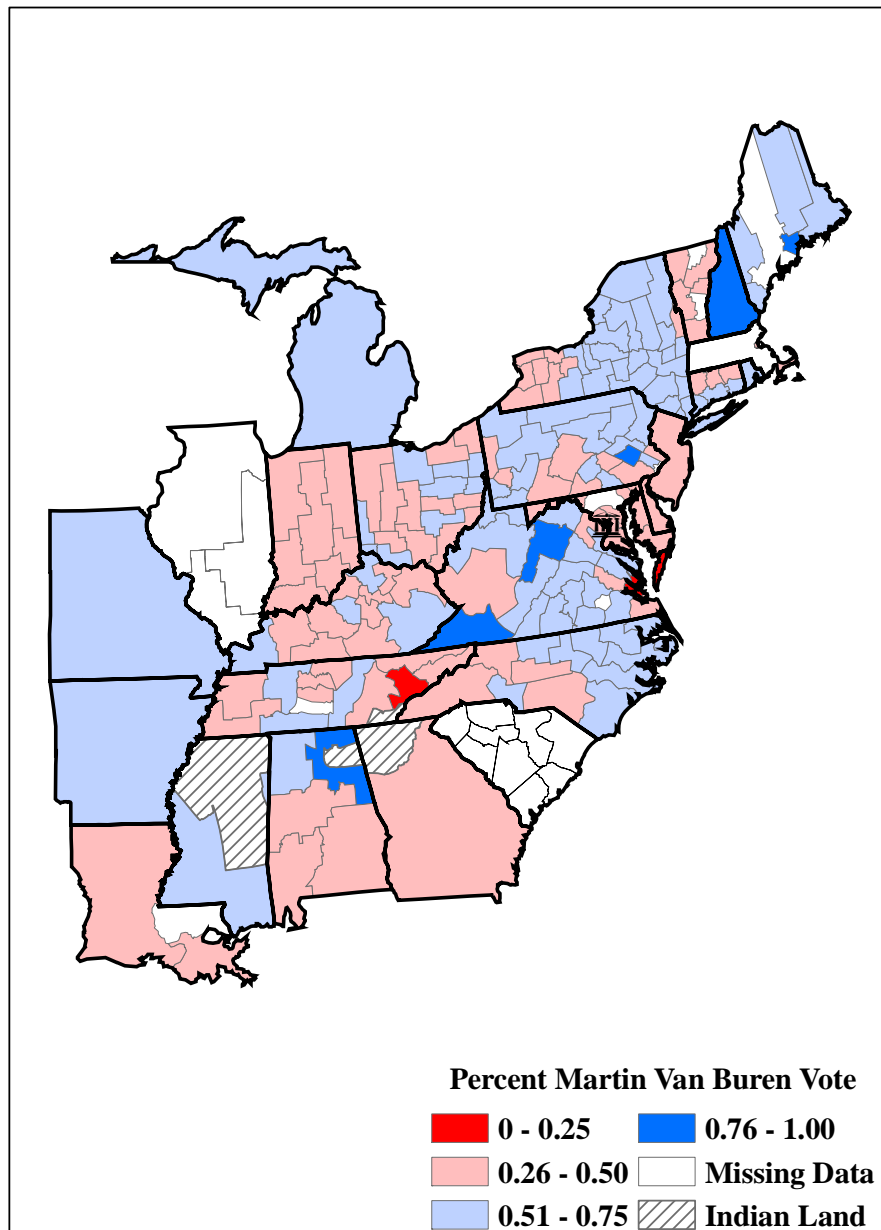 Percent Martin Van Buren Vote
0 - 0.25 0.76 - 1.00
0.26 - 0.50 Missing Data
0.51 - 0.75 Indian Land